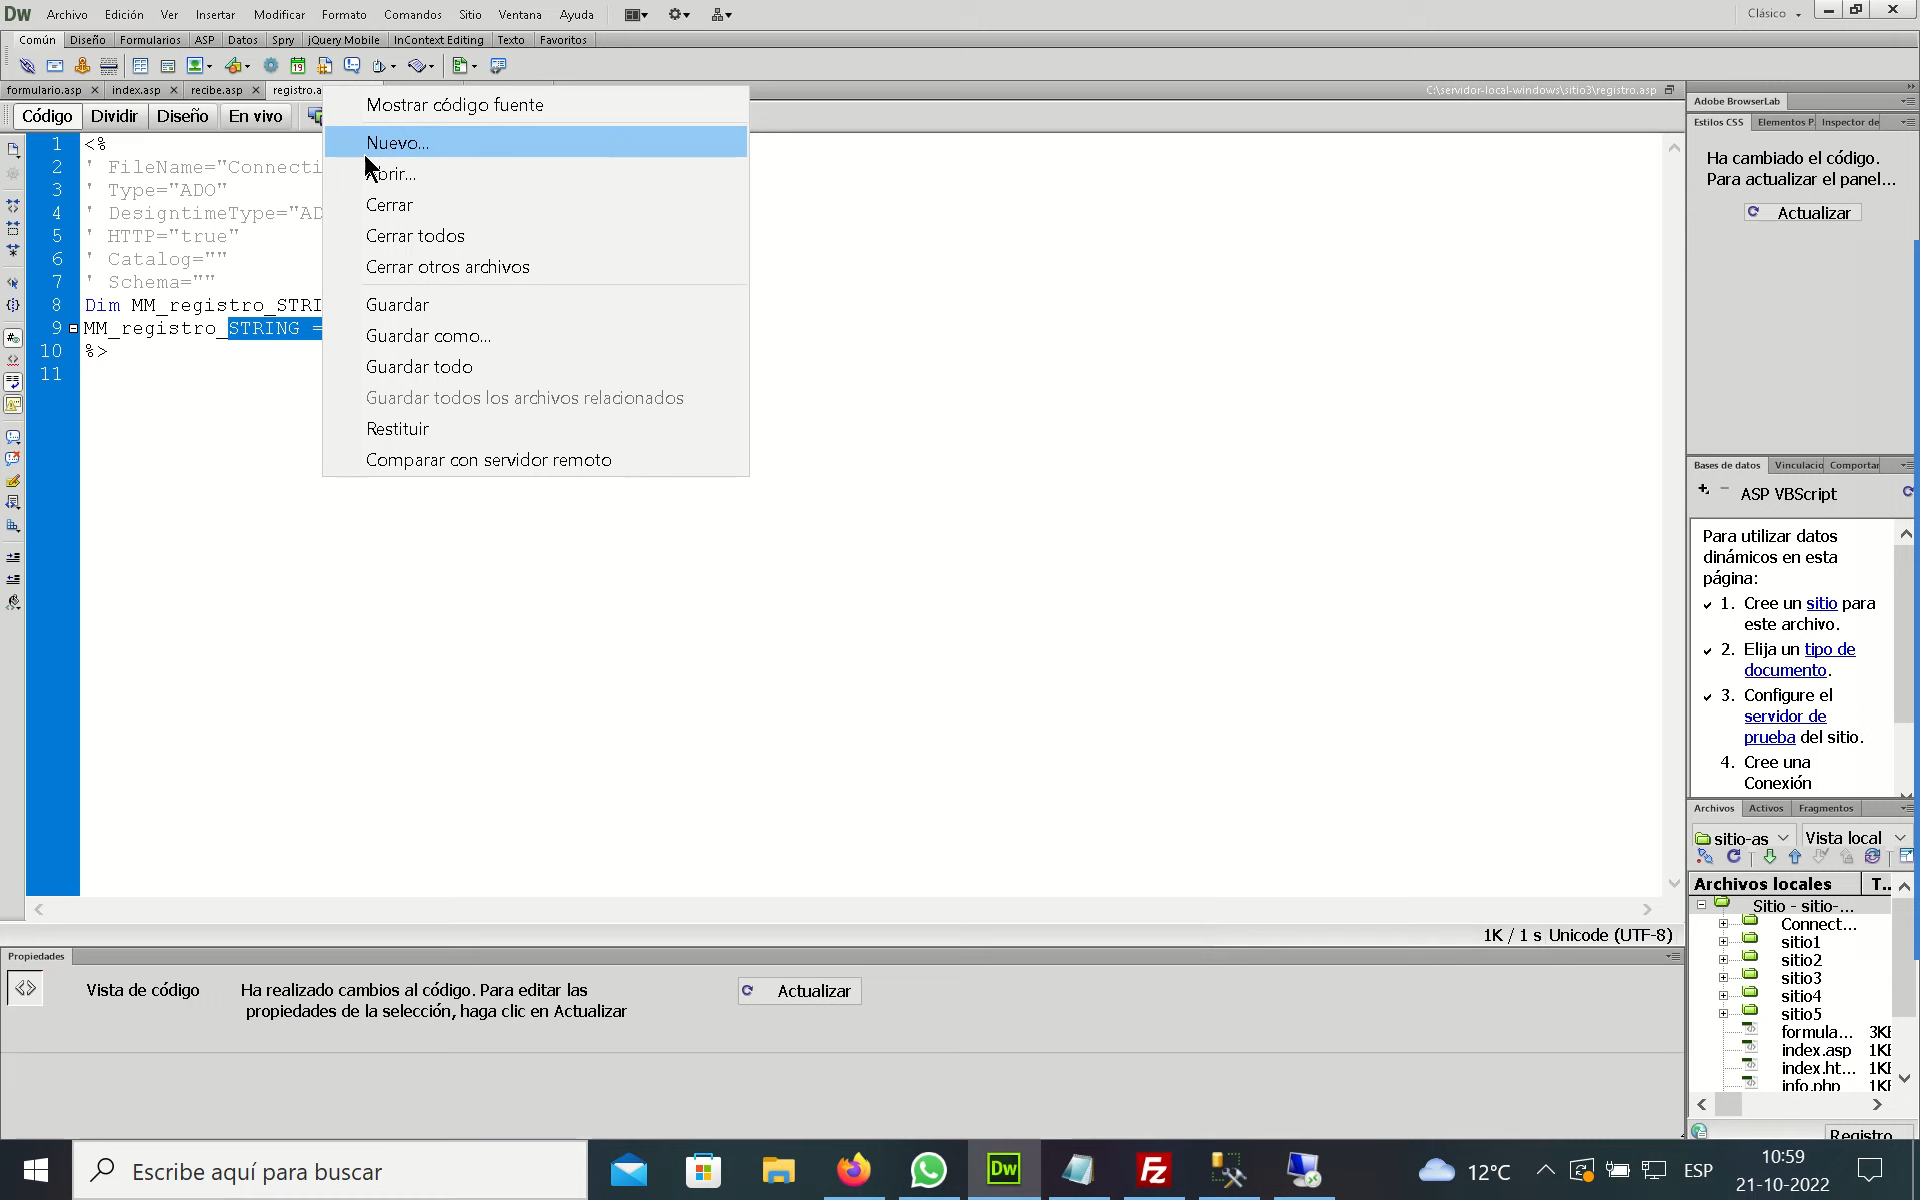 Dw Archivo Edición Ver Insertar Modificar Formato Comandos Sitio Ventana Ayuda Clásico
Común Diseño Formularios ASP Datos Spry jQuery Mobile InContext Editing Texto Favoritos
formulario.asp index.asp recibe.asp registro.a
C:\servidor-local-windows\sitio3\registro.asp
Código Dividir Diseño En vivo
Mostrar código fuente
Nuevo...
Abrir...
Cerrar
Cerrar todos
Cerrar otros archivos
Guardar
Guardar como...
Guardar todo
Guardar todos los archivos relacionados
Restituir
Comparar con servidor remoto
1 <%
2 ' FileName="Connecti
3 ' Type="ADO"
4 ' DesigntimeType="AD
5 ' HTTP="true"
6 ' Catalog=""
7 ' Schema=""
8 Dim MM_registro_STRI
9 MM_registro_STRING =
10 %>
11
1K / 1 s Unicode (UTF-8)
Propiedades
Vista de código
Ha realizado cambios al código. Para editar las
propiedades de la selección, haga clic en Actualizar
Actualizar
Adobe BrowserLab
Estilos CSS Elementos P. Inspector de
Ha cambiado el código.
Para actualizar el panel...
Actualizar
Bases de datos Vinculacio Comportar
ASP VBScript
Para utilizar datos
dinámicos en esta
página:
1. Cree un sitio para
este archivo.
2. Elija un tipo de
documento.
3. Configure el
servidor de
prueba del sitio.
4. Cree una
Conexión
Archivos Activos Fragmentos
sitio-as Vista local
Archivos locales T..
Sitio - sitio-...
Connect...
sitio1
sitio2
sitio3
sitio4
sitio5
formula... 3KE
index.asp 1KE
index.ht... 1KE
info.php 1KE
Registro
Escribe aquí para buscar
Dw
Fz
12°C
ESP
10:59
21-10-2022